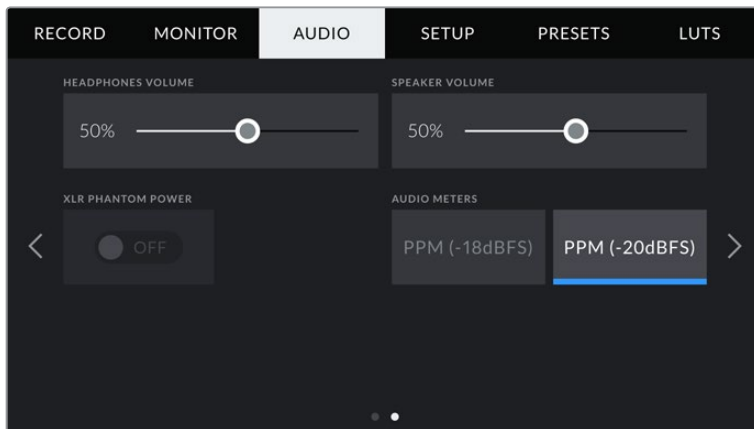 RECORD MONITOR AUDIO SETUP PRESETS LUTS
HEADPHONES VOLUME SPEAKER VOLUME
50% 50%
XLR PHANTOM POWER AUDIO METERS
OFF PPM (-18dBFS) PPM (-20dBFS)